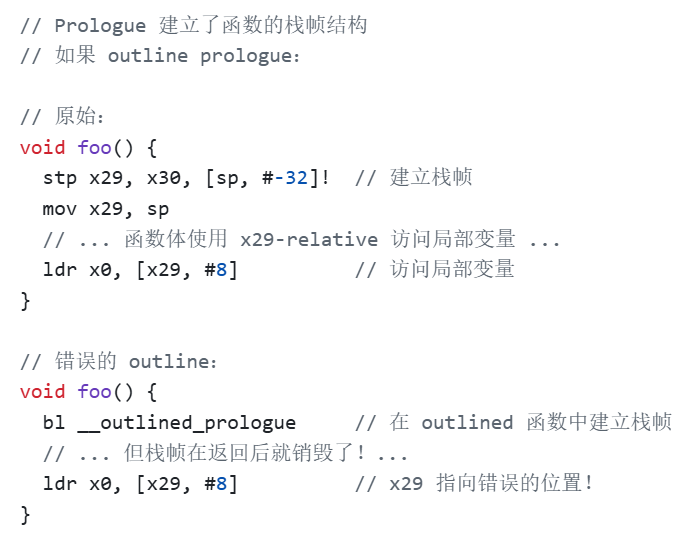 // Prologue 建立了函数的栈帧结构
// 如果 outline prologue：
// 原始：
void foo() {
  stp x29, x30, [sp, #-32]!  // 建立栈帧
  mov x29, sp
  // ... 函数体使用 x29-relative 访问局部变量 ...
  ldr x0, [x29, #8]          // 访问局部变量
}
// 错误的 outline：
void foo() {
  bl __outlined_prologue     // 在 outlined 函数中建立栈帧
  // ... 但栈帧在返回后就销毁了！...
  ldr x0, [x29, #8]          // x29 指向错误的位置！
}